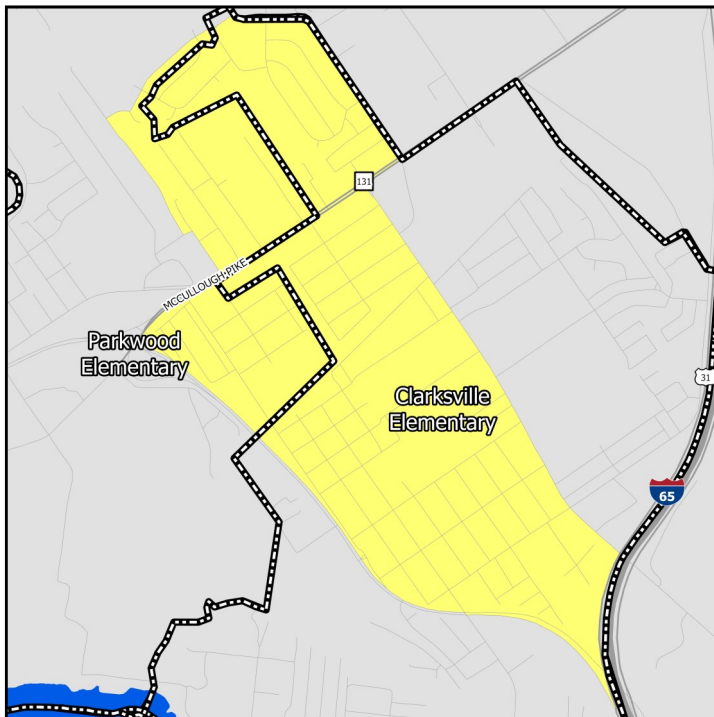 131
MCCULLOUGH PIKE
Parkwood
Elementary
31
Clarksville
Elementary
65